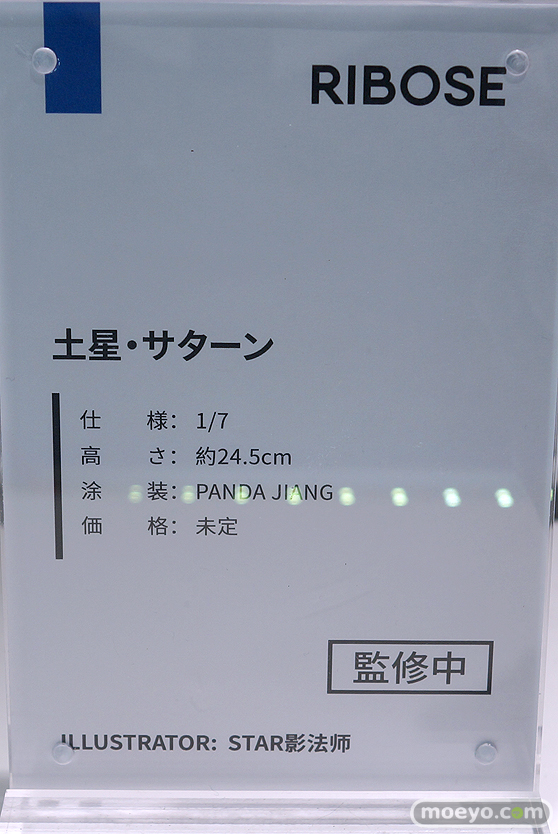 RIBOSE
土星・サターン
仕　様： 1/7
高　さ： 約24.5cm
涂　装： PANDA JIANG
価　格： 未定
監修中
ILLUSTRATOR: STAR影法师
moeyo.com